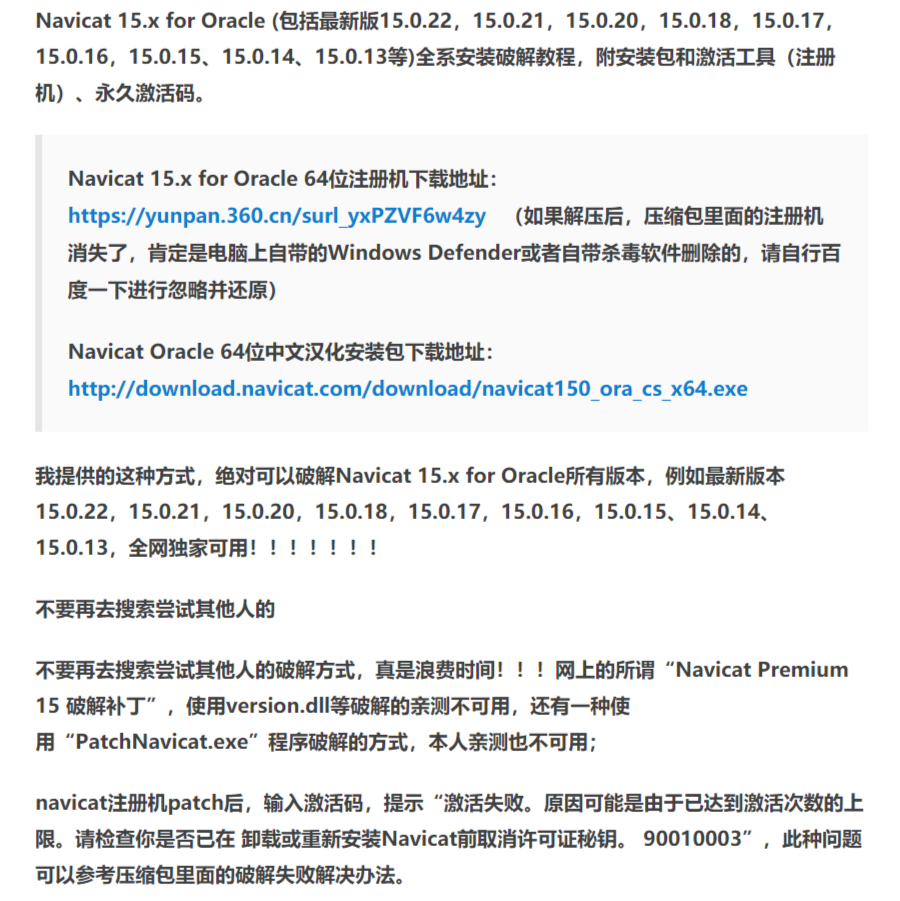 Navicat 15.x for Oracle (包括最新版15.0.22，15.0.21，15.0.20，15.0.18，15.0.17，
15.0.16，15.0.15、15.0.14、15.0.13等)全系安装破解教程，附安装包和激活工具（注册
机）、永久激活码。
Navicat 15.x for Oracle 64位注册机下载地址：
https://yunpan.360.cn/surl_yxPZVF6w4zy （如果解压后，压缩包里面的注册机
消失了，肯定是电脑上自带的Windows Defender或者自带杀毒软件删除的，请自行百
度一下进行忽略并还原）
Navicat Oracle 64位中文汉化安装包下载地址：
http://download.navicat.com/download/navicat150_ora_cs_x64.exe
我提供的这种方式，绝对可以破解Navicat 15.x for Oracle所有版本，例如最新版本
15.0.22，15.0.21，15.0.20，15.0.18，15.0.17，15.0.16，15.0.15、15.0.14、
15.0.13，全网独家可用！！！！！！！
不要再去搜索尝试其他人的
不要再去搜索尝试其他人的破解方式，真是浪费时间！！！网上的所谓“Navicat Premium
15 破解补丁”，使用version.dll等破解的亲测不可用，还有一种使
用“PatchNavicat.exe”程序破解的方式，本人亲测也不可用；
navicat注册机patch后，输入激活码，提示“激活失败。原因可能是由于已达到激活次数的上
限。请检查你是否已在 卸载或重新安装Navicat前取消许可证秘钥。 90010003”，此种问题
可以参考压缩包里面的破解失败解决办法。